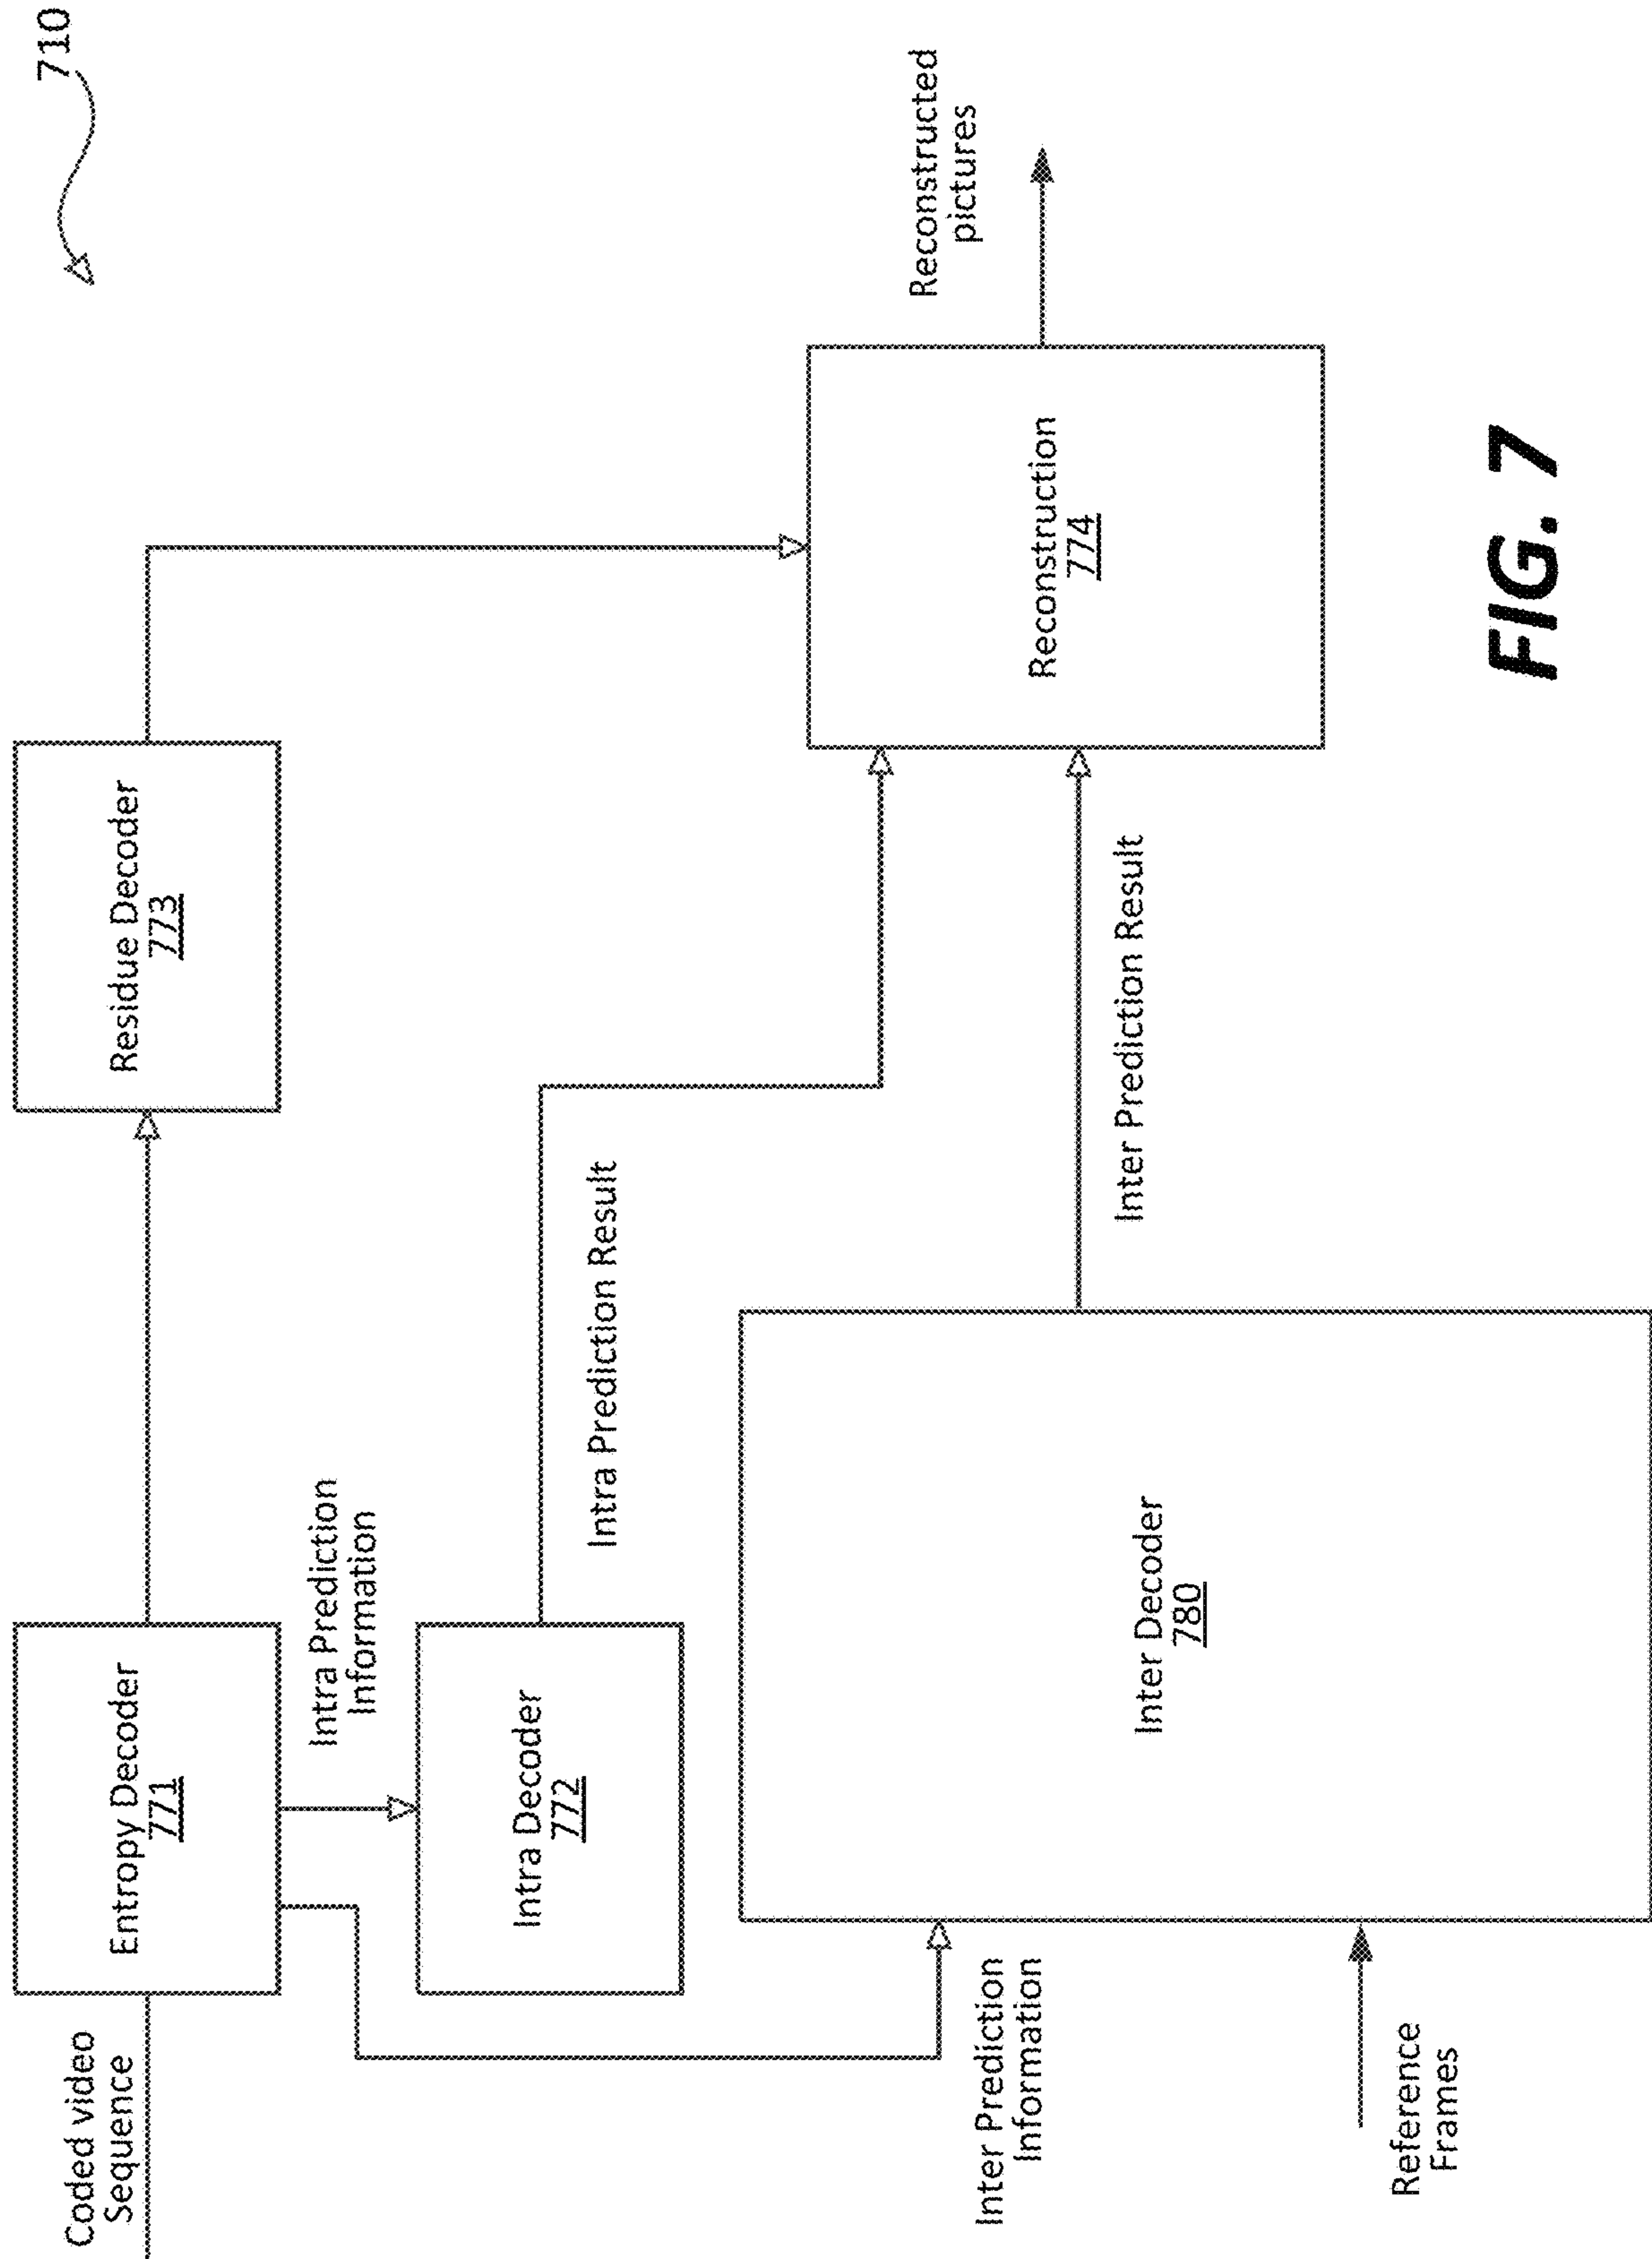 710
Coded video
Sequence
Entropy Decoder
771
Residue Decoder
773
Intra Prediction
Information
Intra Decoder
772
Intra Prediction Result
Inter Prediction
Information
Reference
Frames
Inter Decoder
780
Inter Prediction Result
Reconstruction
774
Reconstructed
pictures
FIG. 7